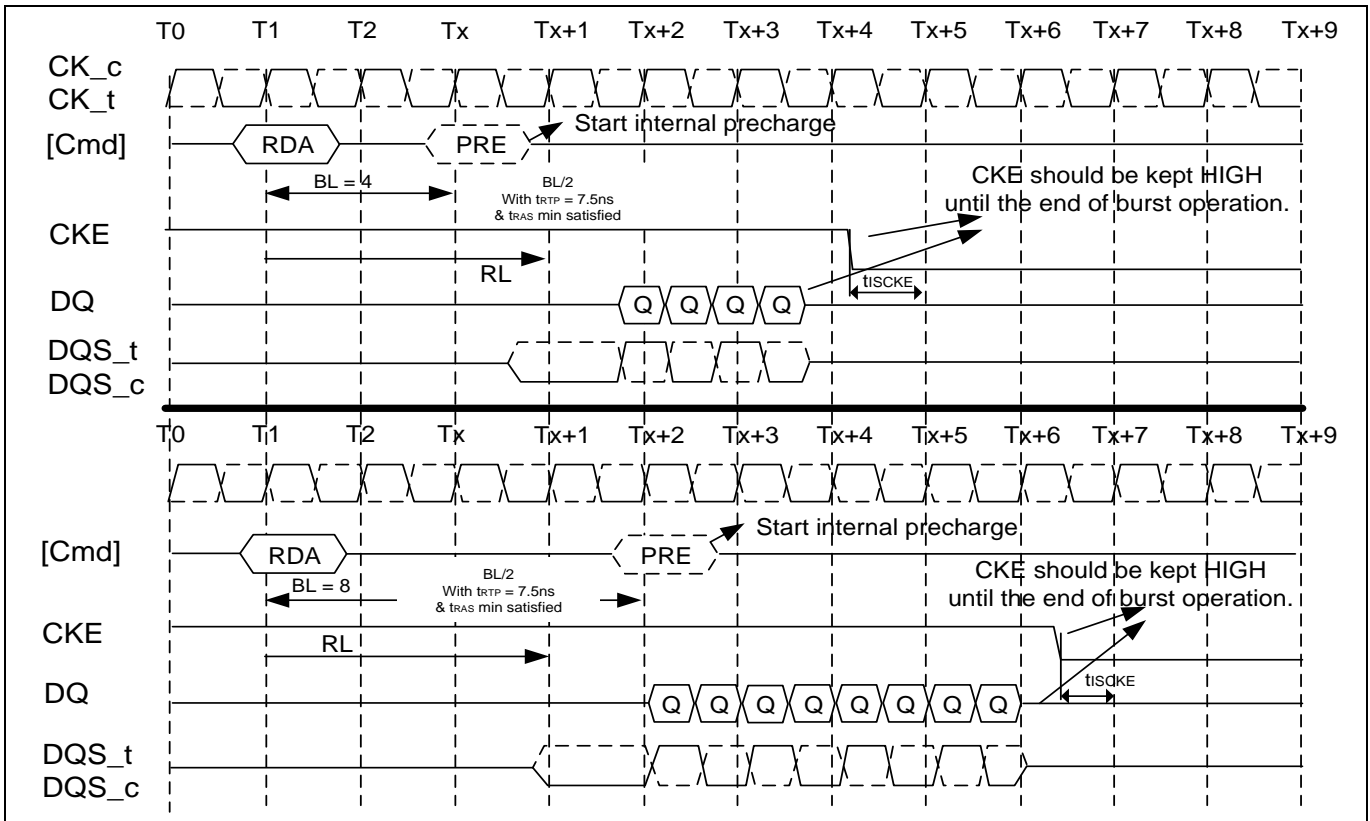 T0 T1 T2 Tx Tx+1 Tx+2 Tx+3 Tx+4 Tx+5 Tx+6 Tx+7 Tx+8 Tx+9
CK_c
CK_t
[Cmd] RDA PRE Start internal precharge
BL = 4
BL/2
With tRTP = 7.5ns
& tRAS min satisfied
CKE should be kept HIGH
until the end of burst operation.
CKE
RL
tISCKE
DQ Q Q Q Q
DQS_t
DQS_c
T0 T1 T2 Tx Tx+1 Tx+2 Tx+3 Tx+4 Tx+5 Tx+6 Tx+7 Tx+8 Tx+9
[Cmd] RDA PRE Start internal precharge
BL = 8
BL/2
With tRTP = 7.5ns
& tRAS min satisfied
CKE should be kept HIGH
until the end of burst operation.
CKE
RL
tISCKE
DQ Q Q Q Q Q Q Q Q
DQS_t
DQS_c